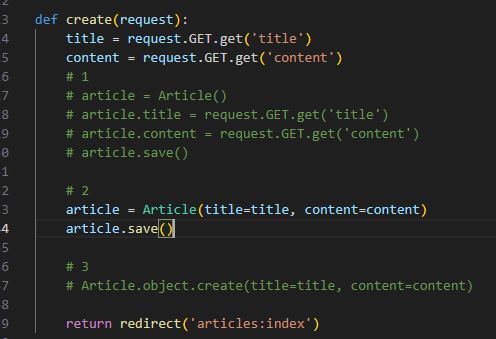 2
3 def create(request):
4 title = request.GET.get('title')
5 content = request.GET.get('content')
6 # 1
7 # article = Article()
8 # article.title = request.GET.get('title')
9 # article.content = request.GET.get('content')
0 # article.save()
1
2 # 2
3 article = Article(title=title, content=content)
4 article.save()
5
6 # 3
7 # Article.object.create(title=title, content=content)
8
9 return redirect('articles:index')